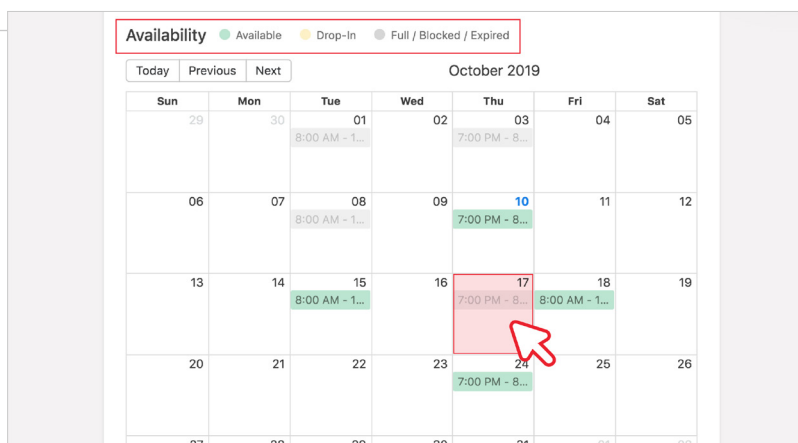 Availability Available Drop-In Full / Blocked / Expired
Today Previous Next October 2019
Sun Mon Tue Wed Thu Fri Sat
29 30 01 02 03 04 05
8:00 AM - 1... 7:00 PM - 8...
06 07 08 09 10 11 12
8:00 AM - 1... 7:00 PM - 8...
13 14 15 16 17 18 19
8:00 AM - 1... 7:00 PM - 8... 8:00 AM - 1...
20 21 22 23 24 25 26
7:00 PM - 8...